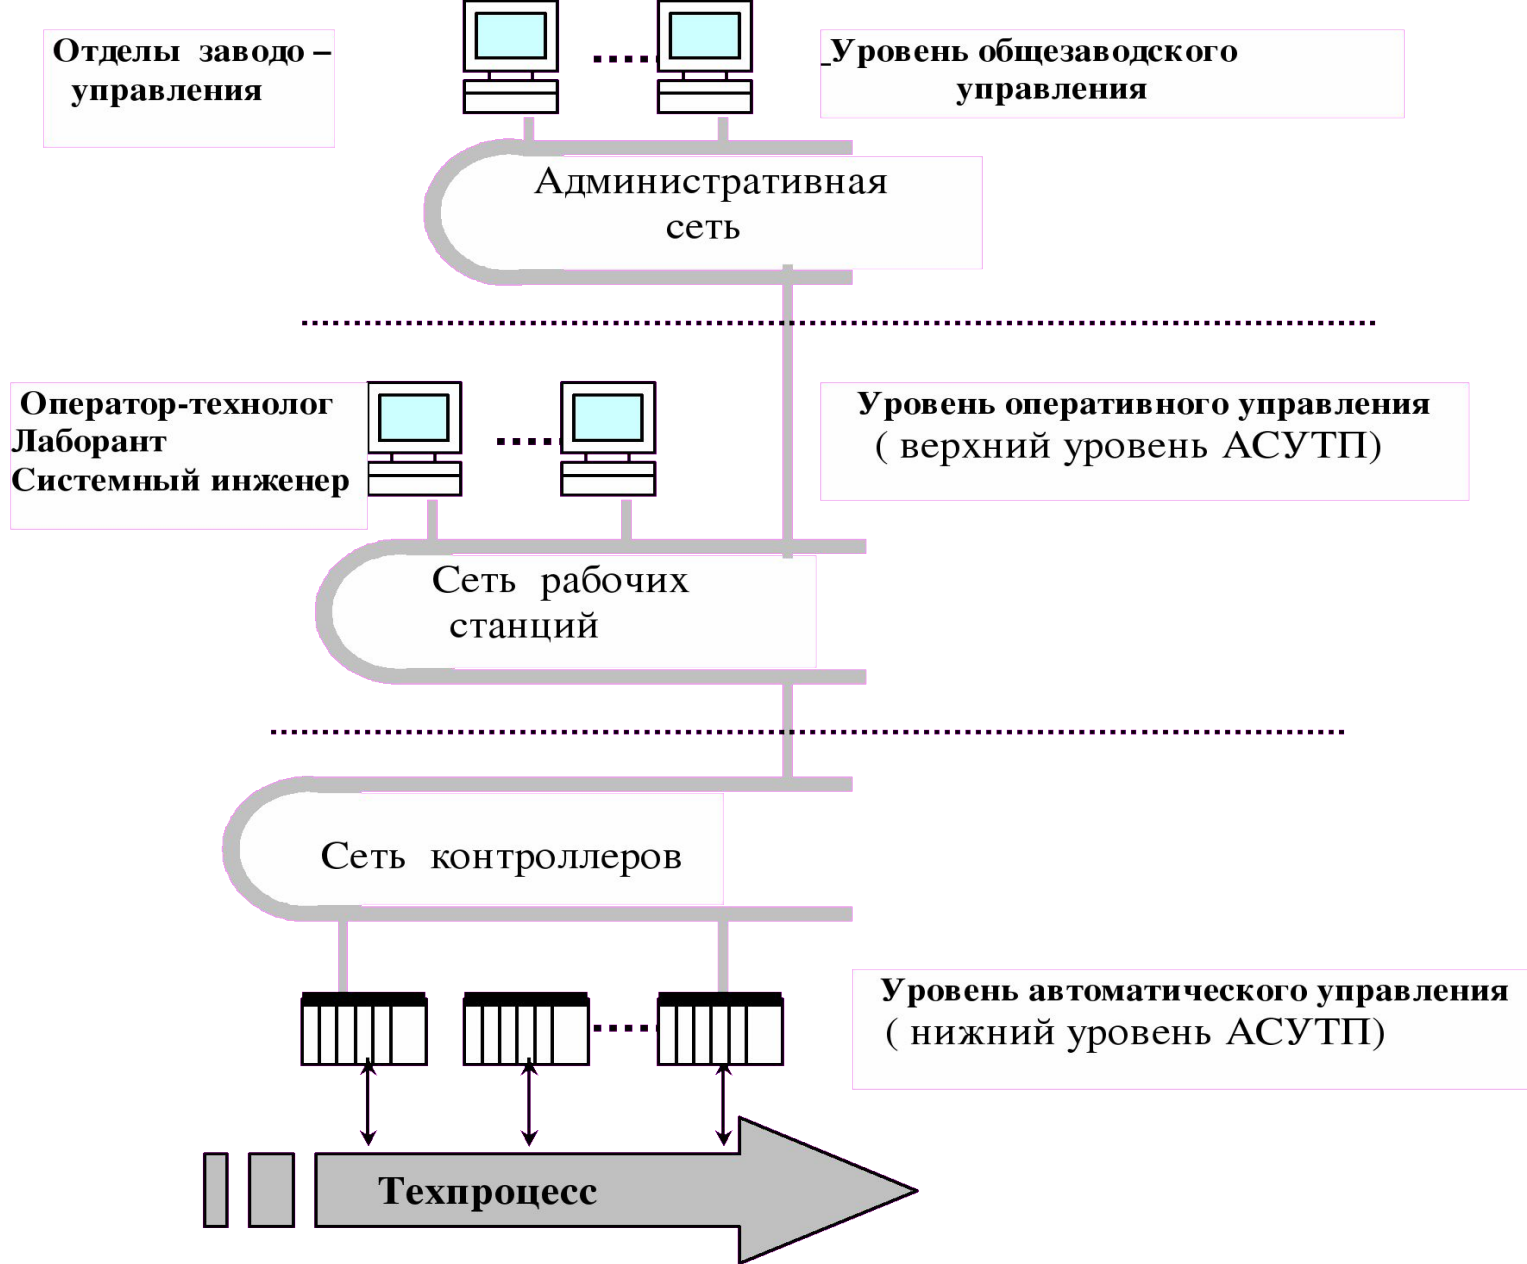 Отделы заводо –
управления
_Уровень общезаводского
управления
Административная
сеть
Оператор-технолог
Лаборант
Системный инженер
Уровень оперативного управления
( верхний уровень АСУТП)
Сеть рабочих
станций
Сеть контроллеров
Уровень автоматического управления
( нижний уровень АСУТП)
Техпроцесс